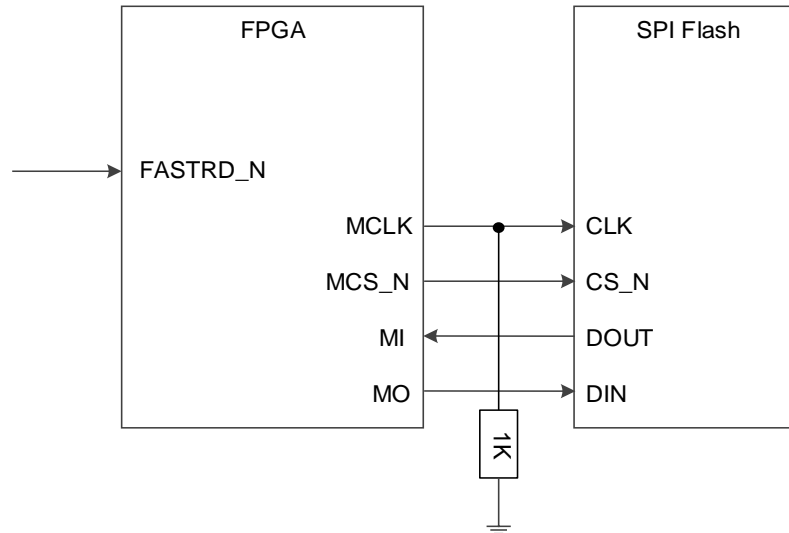 FPGA
SPI Flash
FASTRD_N
MCLK
CLK
MCS_N
CS_N
MI
DOUT
MO
DIN
1K